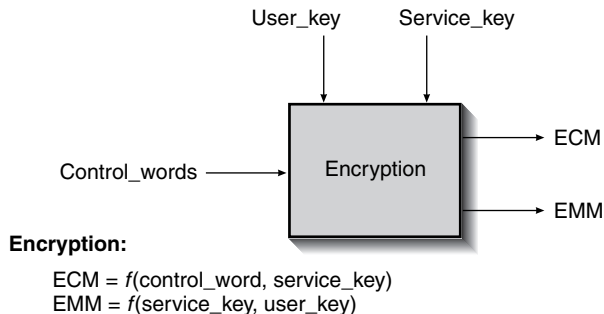 User_key
Service_key
Control_words
Encryption
ECM
EMM
Encryption:
ECM = f(control_word, service_key)
EMM = f(service_key, user_key)